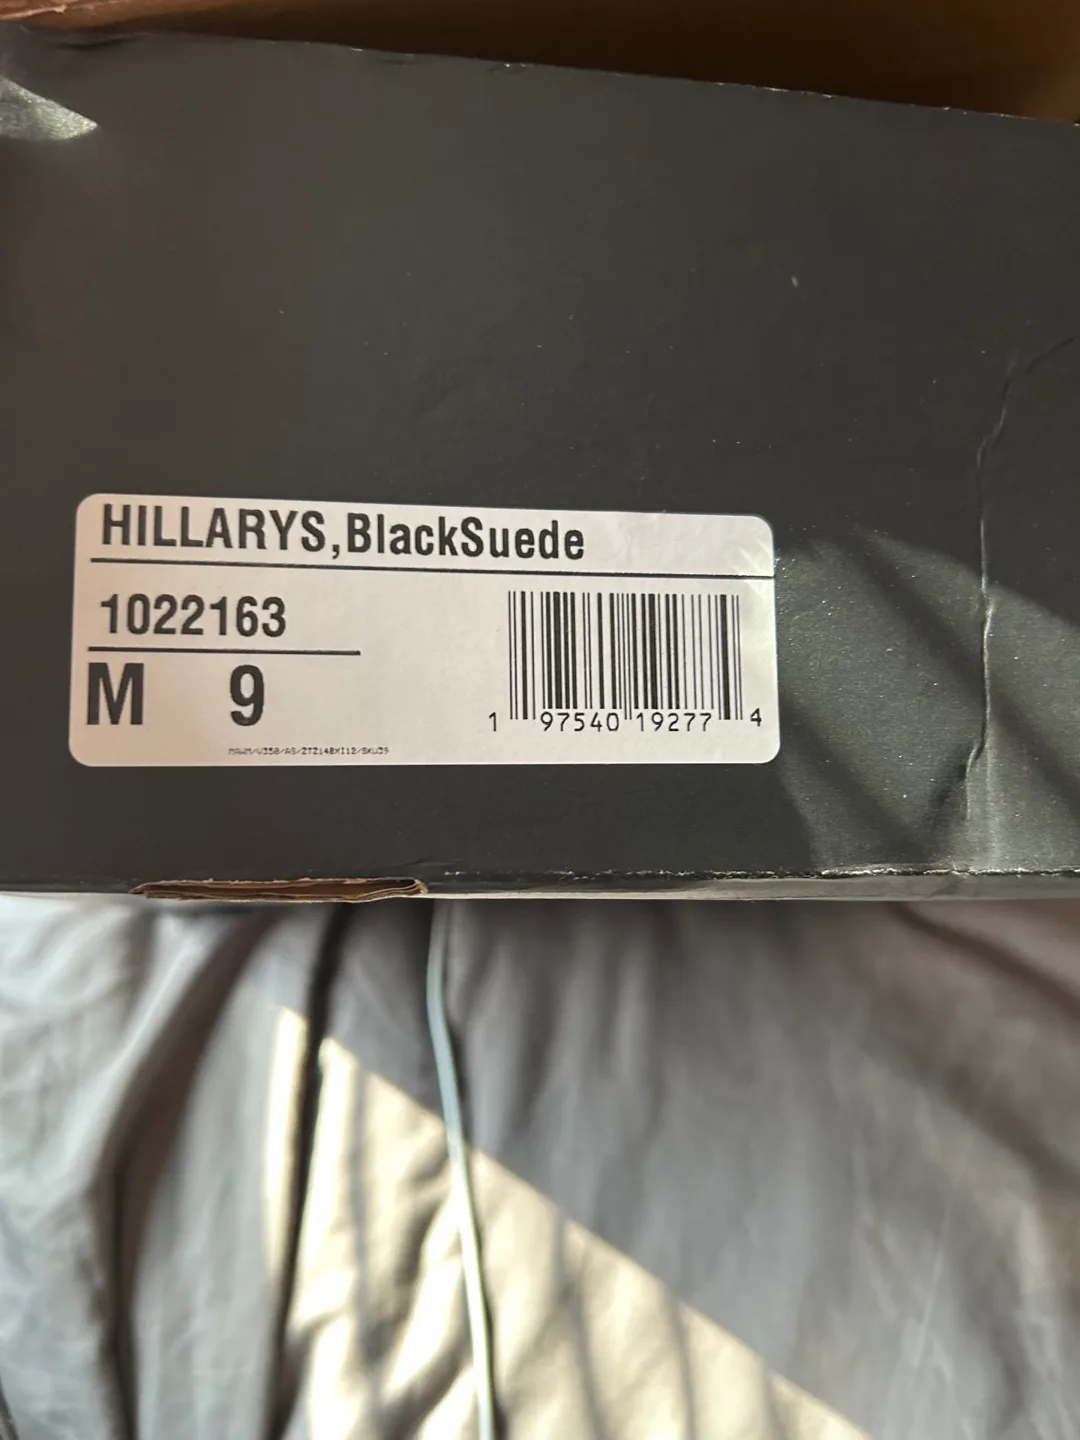 HILLARYS,BlackSuede
1022163
M 9
1 97540 19277 4